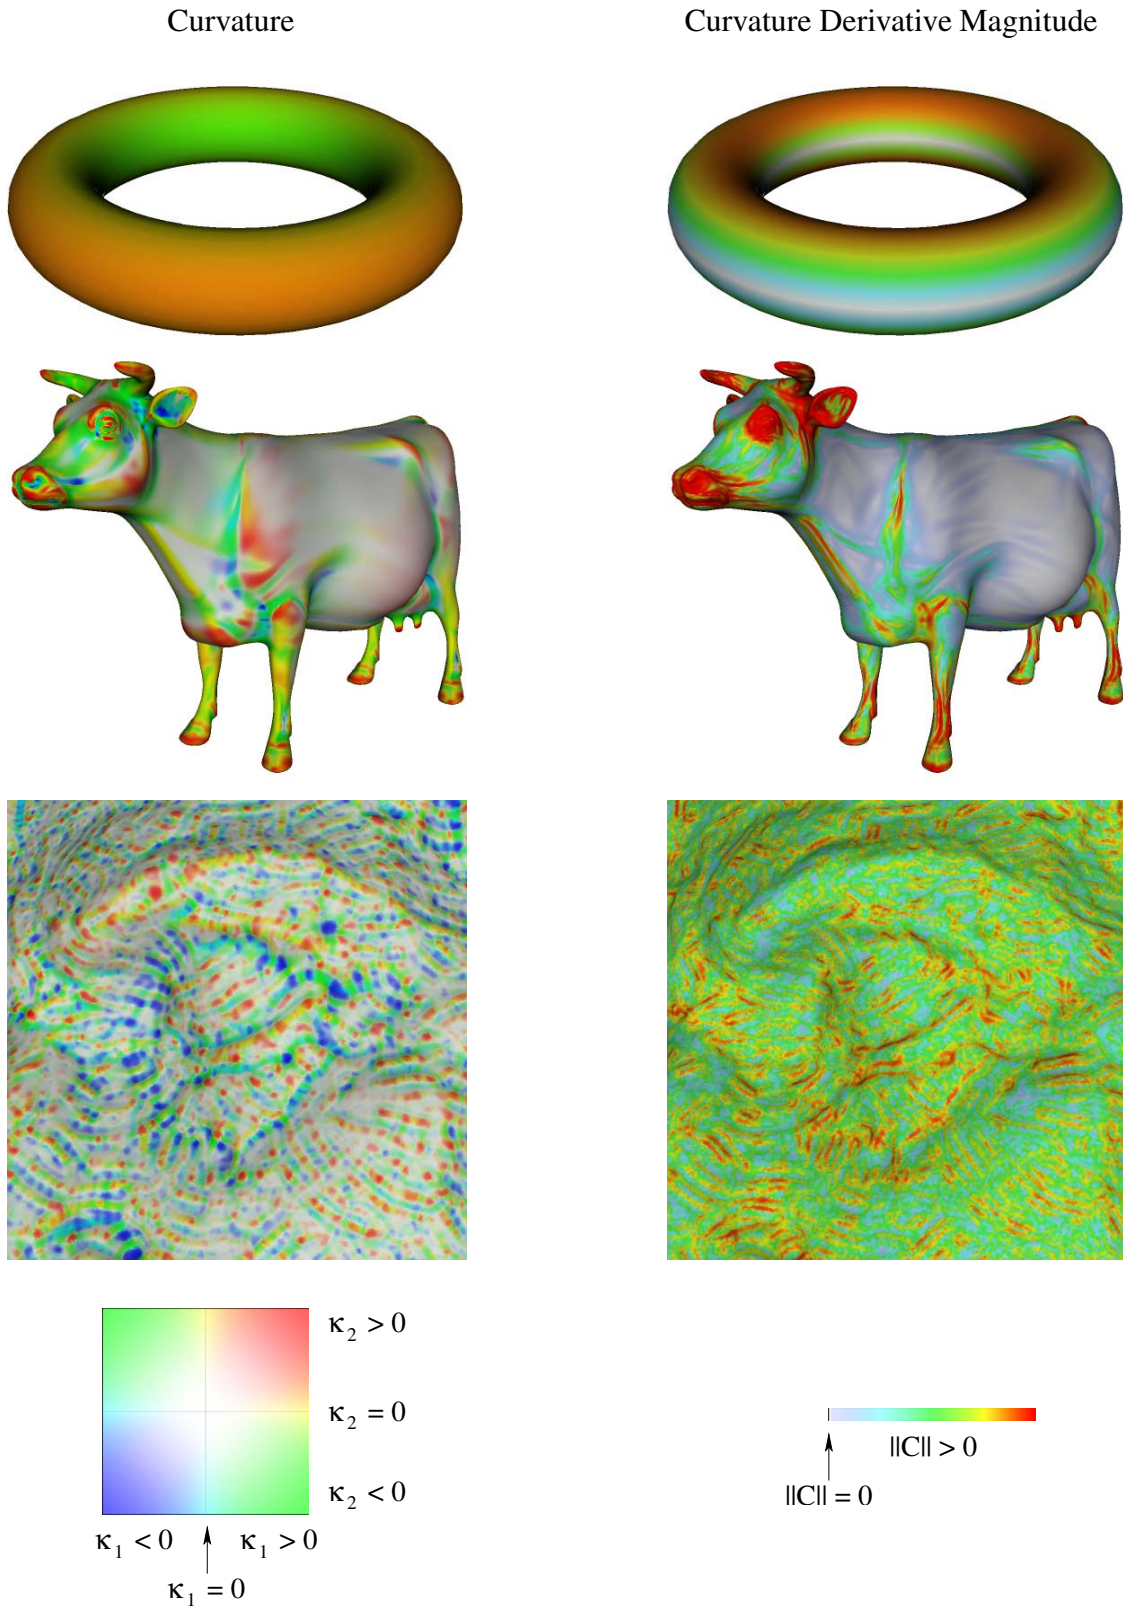 Curvature
Curvature Derivative Magnitude
κ₂ > 0
κ₂ = 0
κ₂ < 0
κ₁ < 0
κ₁ > 0
κ₁ = 0
||C|| > 0
||C|| = 0